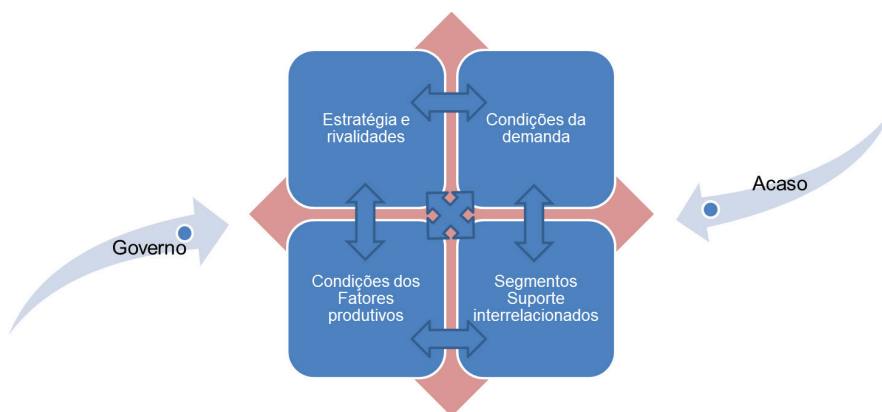 Estratégia e
rivalidades
Condições da
demanda
Governo
Acaso
Condições dos
Fatores
produtivos
Segmentos
Suporte
interrelacionados